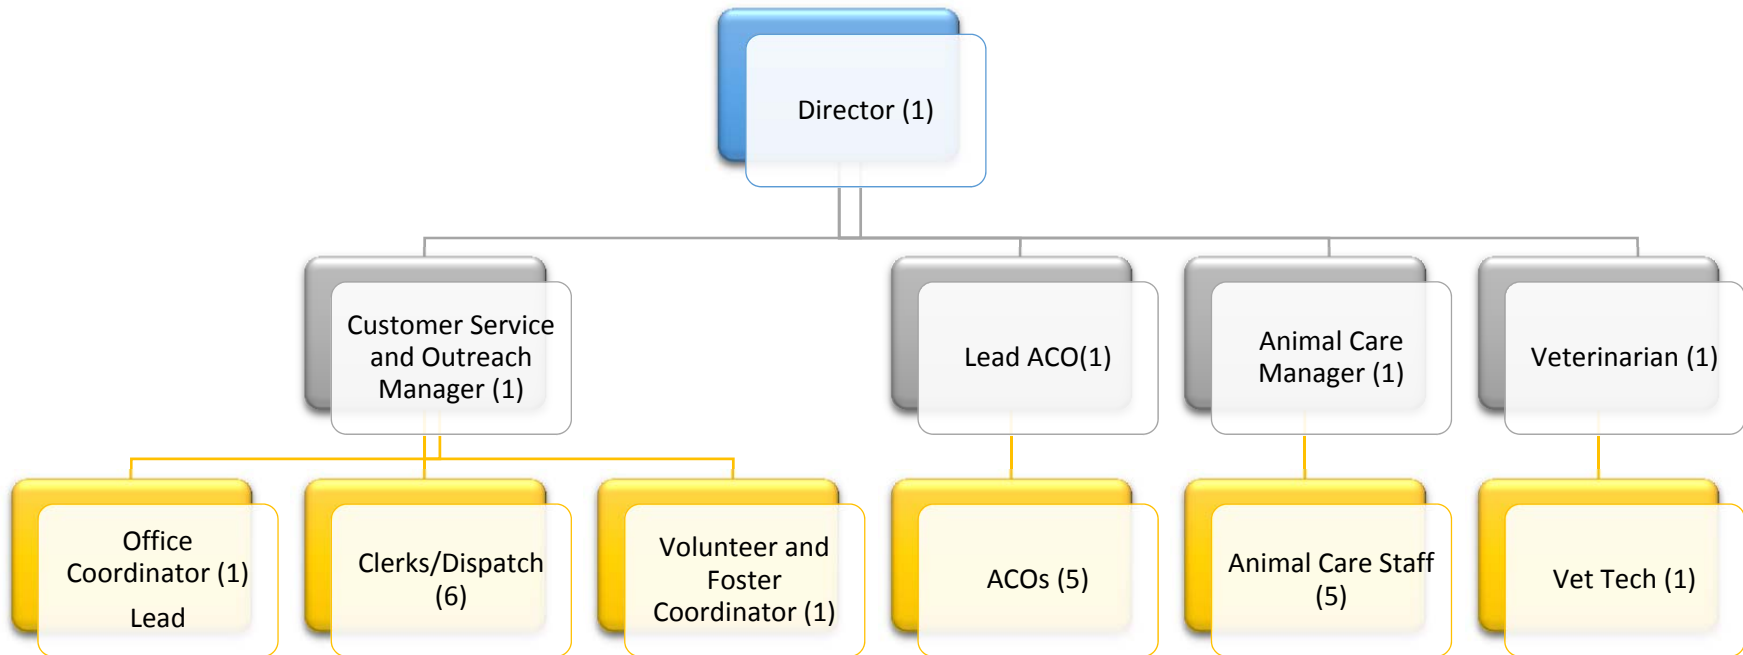 Director (1)
Customer Service
and Outreach
Manager (1)
Lead ACO(1)
Animal Care
Manager (1)
Veterinarian (1)
Office
Coordinator (1)
Lead
Clerks/Dispatch
(6)
Volunteer and
Foster
Coordinator (1)
ACOs (5)
Animal Care Staff
(5)
Vet Tech (1)